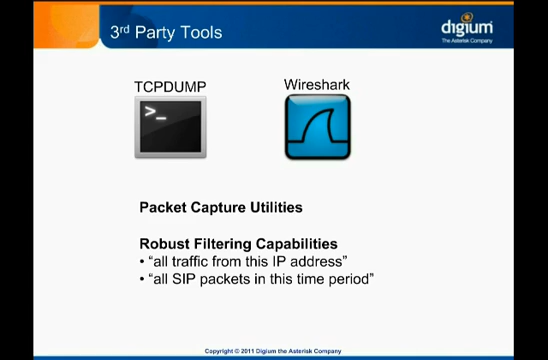 3rd Party Tools
digium
The Asterisk Company
TCPDUMP
Wireshark
>_
Packet Capture Utilities
Robust Filtering Capabilities
• “all traffic from this IP address”
• “all SIP packets in this time period”
Copyright © 2011 Digium the Asterisk Company